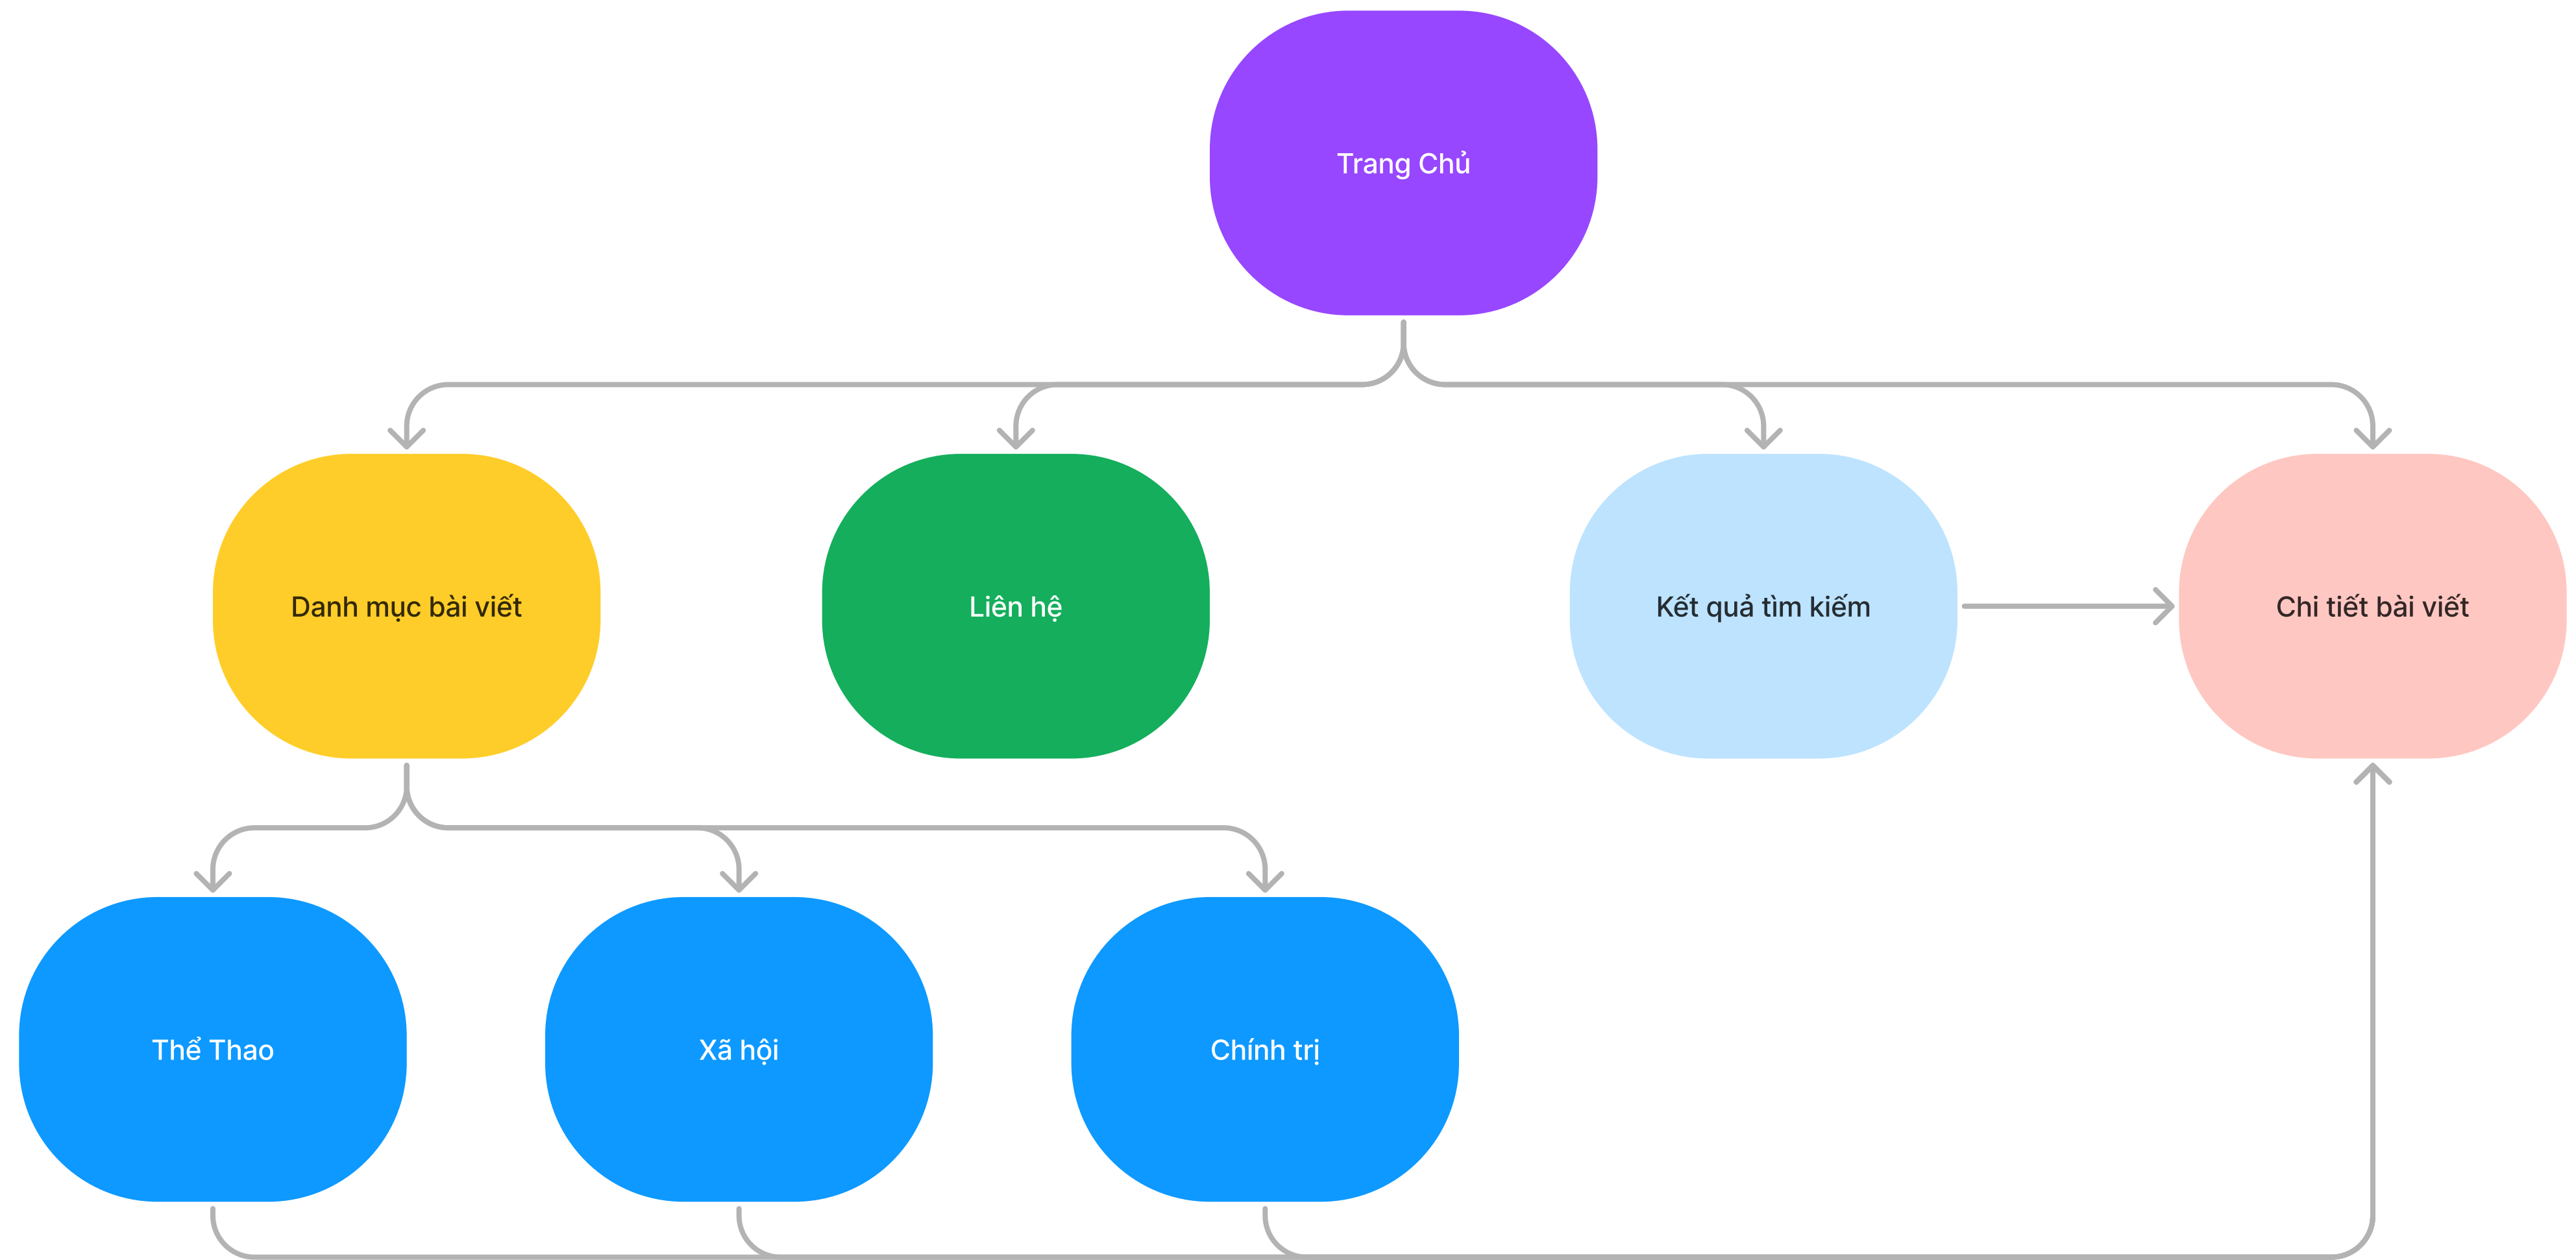 Trang Chủ
Danh mục bài viết
Liên hệ
Kết quả tìm kiếm
Chi tiết bài viết
Thể Thao
Xã hội
Chính trị